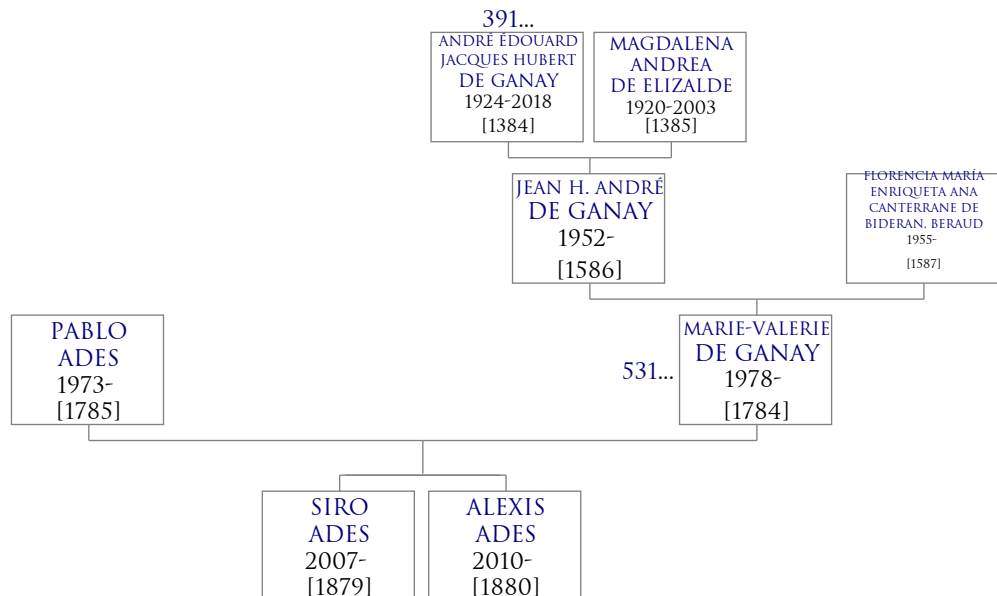 391...
ANDRÉ ÉDOUARD
JACQUES HUBERT
DE GANAY
1924-2018
[1384]
MAGDALENA
ANDREA
DE ELIZALDE
1920-2003
[1385]
JEAN H. ANDRÉ
DE GANAY
1952-
[1586]
FLORENCIA MARÍA
ENRIQUETA ANA
CANTERRANE DE
BIDERAN, BERAUD
1955-
[1587]
PABLO
ADES
1973-
[1785]
531...
MARIE-VALERIE
DE GANAY
1978-
[1784]
SIRO
ADES
2007-
[1879]
ALEXIS
ADES
2010-
[1880]